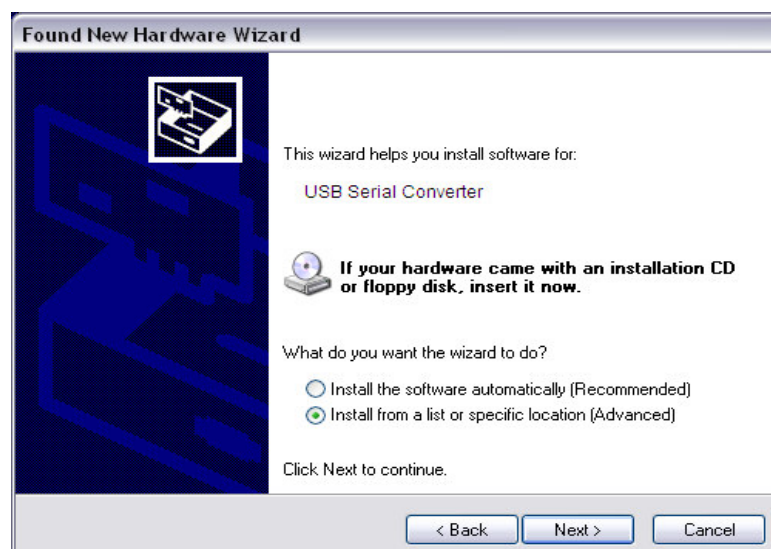 Found New Hardware Wizard
This wizard helps you install software for:
USB Serial Converter
If your hardware came with an installation CD
or floppy disk, insert it now.
What do you want the wizard to do?
Install the software automatically (Recommended)
Install from a list or specific location (Advanced)
Click Next to continue.
< Back Next > Cancel